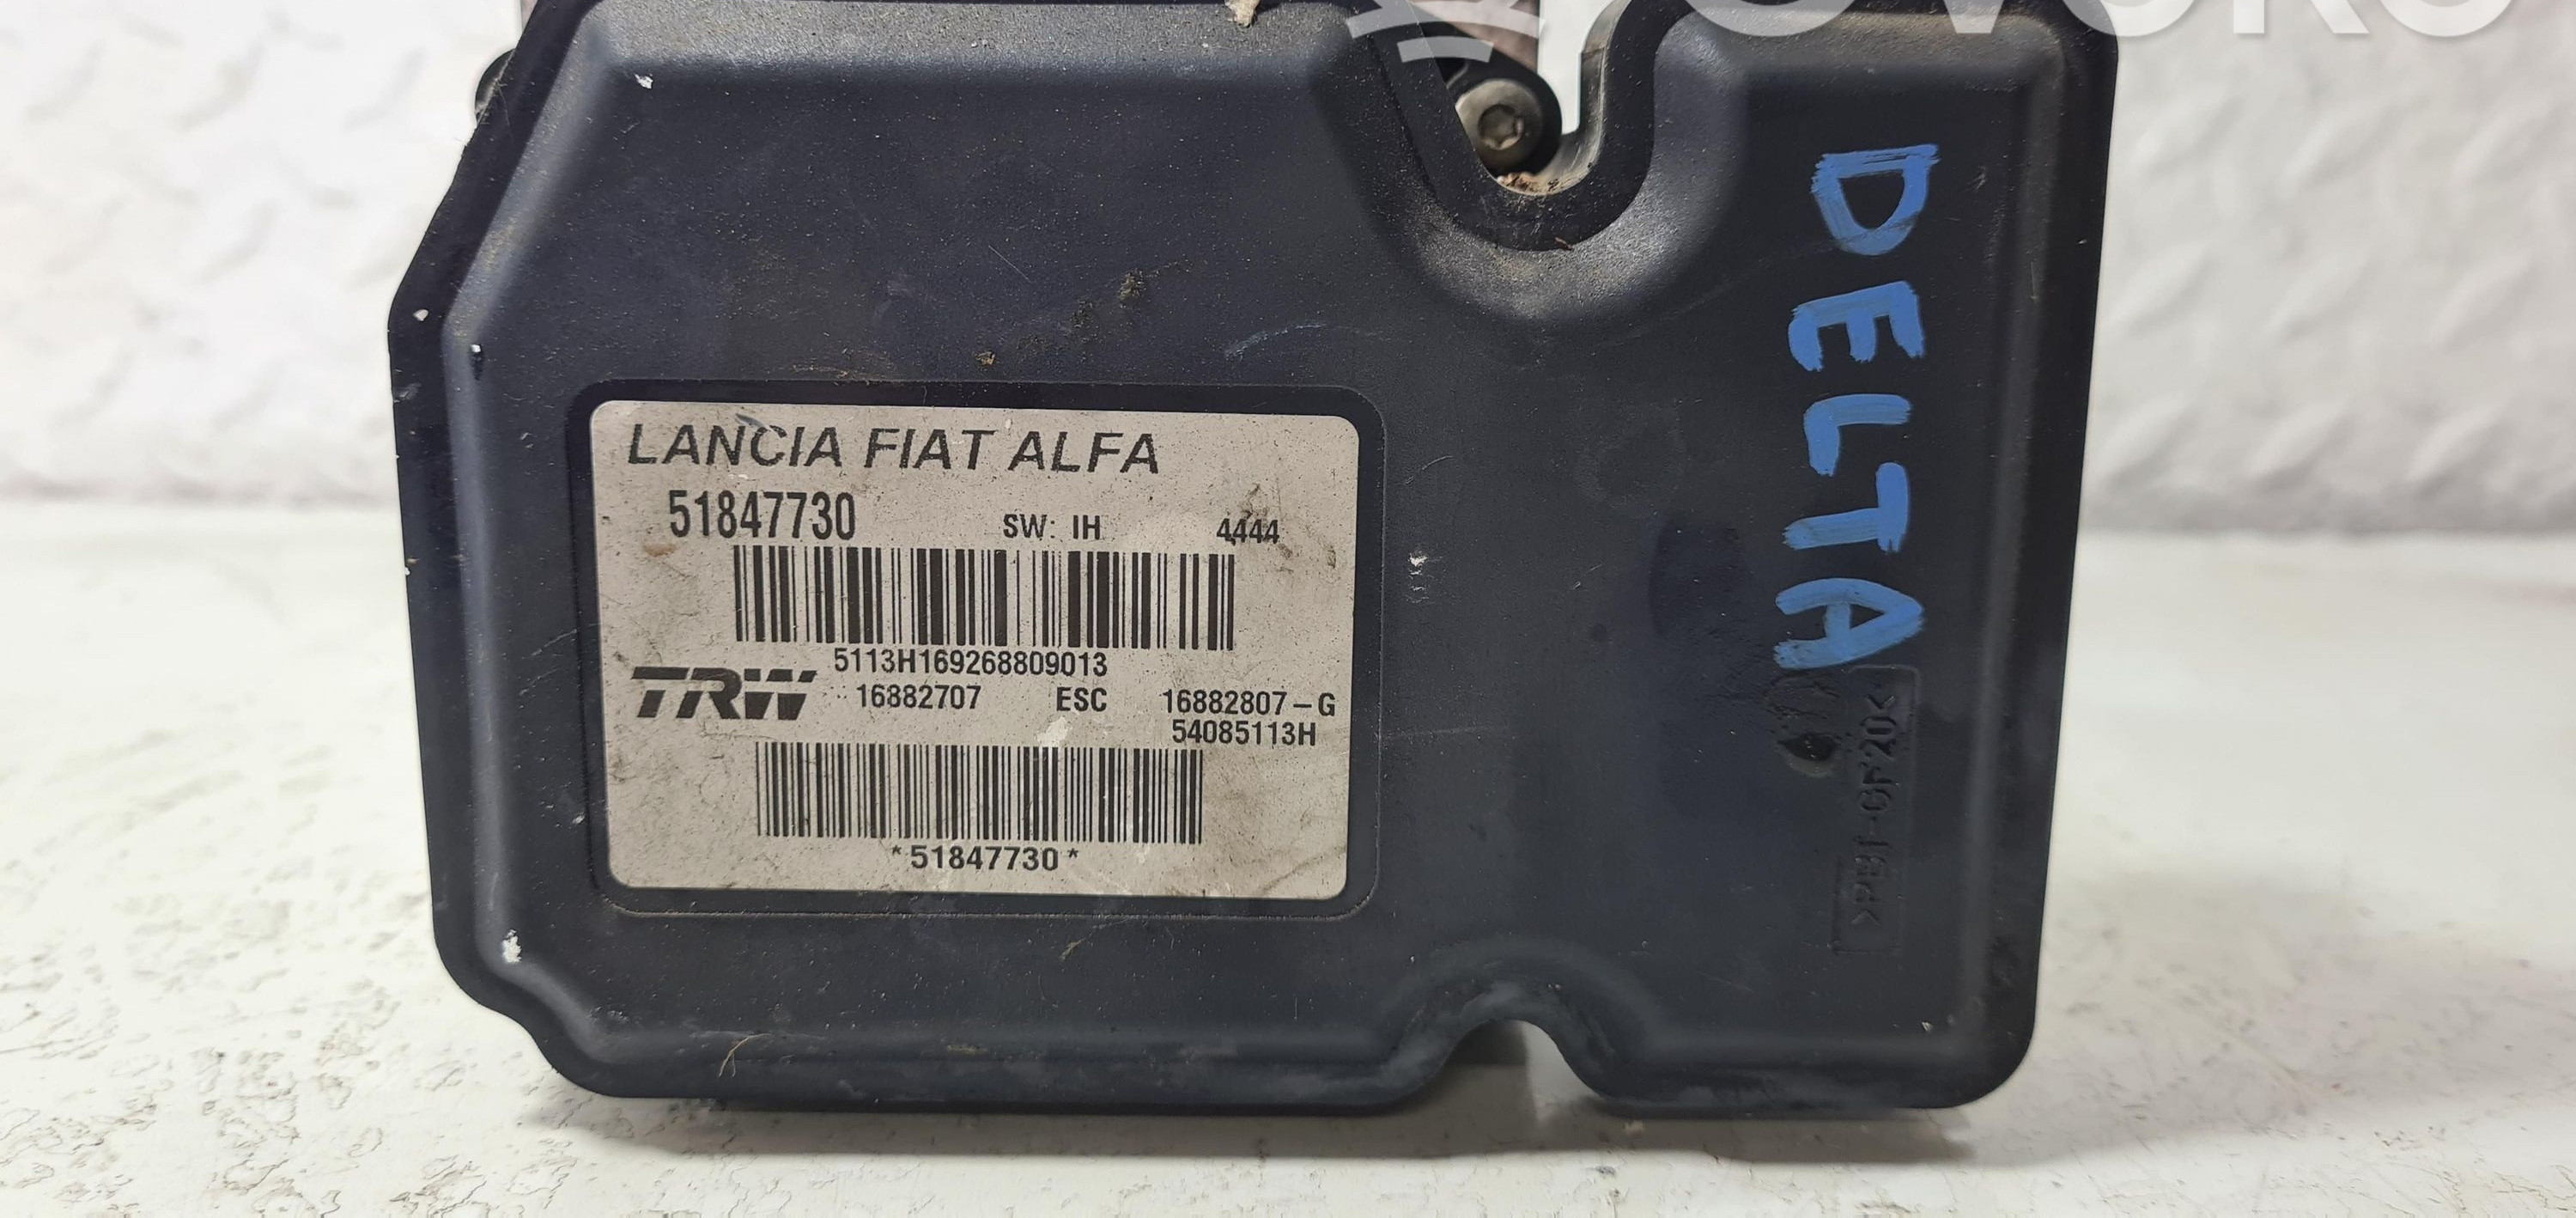 LANCIA FIAT ALFA
51847730 SW: IH 4444
5113H169268809013
TRW 16882707 ESC 16882807-G
54085113H
*51847730*
DELTA